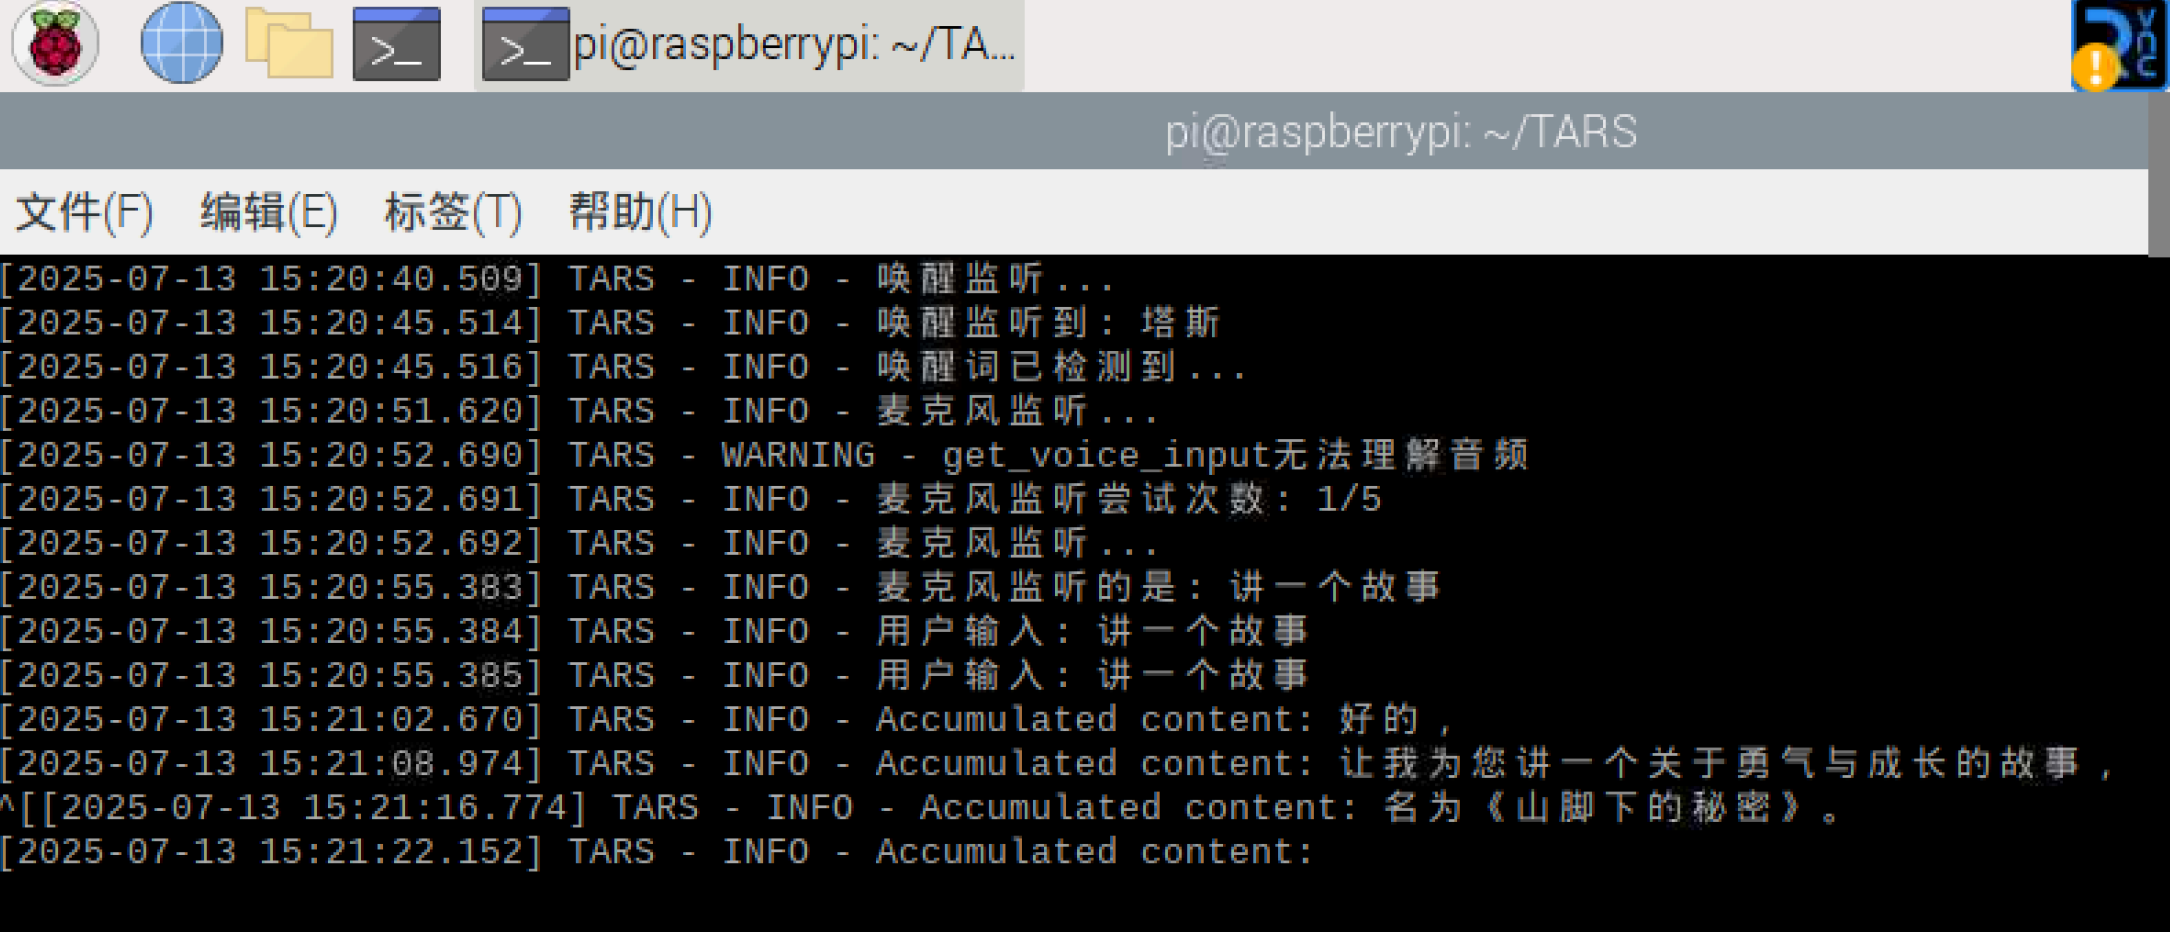 pi@raspberrypi: ~/TA...
VNC
pi@raspberrypi: ~/TARS
文件(F) 编辑(E) 标签(T) 帮助(H)
[2025-07-13 15:20:40.509] TARS - INFO - 唤醒监听...
[2025-07-13 15:20:45.514] TARS - INFO - 唤醒监听到: 塔斯
[2025-07-13 15:20:45.516] TARS - INFO - 唤醒词已检测到...
[2025-07-13 15:20:51.620] TARS - INFO - 麦克风监听...
[2025-07-13 15:20:52.690] TARS - WARNING - get_voice_input无法理解音频
[2025-07-13 15:20:52.691] TARS - INFO - 麦克风监听尝试次数: 1/5
[2025-07-13 15:20:52.692] TARS - INFO - 麦克风监听...
[2025-07-13 15:20:55.383] TARS - INFO - 麦克风监听的是: 讲一个故事
[2025-07-13 15:20:55.384] TARS - INFO - 用户输入: 讲一个故事
[2025-07-13 15:20:55.385] TARS - INFO - 用户输入: 讲一个故事
[2025-07-13 15:21:02.670] TARS - INFO - Accumulated content: 好的，
[2025-07-13 15:21:08.974] TARS - INFO - Accumulated content: 让我为您讲一个关于勇气与成长的故事，
^[[2025-07-13 15:21:16.774] TARS - INFO - Accumulated content: 名为《山脚下的秘密》。
[2025-07-13 15:21:22.152] TARS - INFO - Accumulated content: